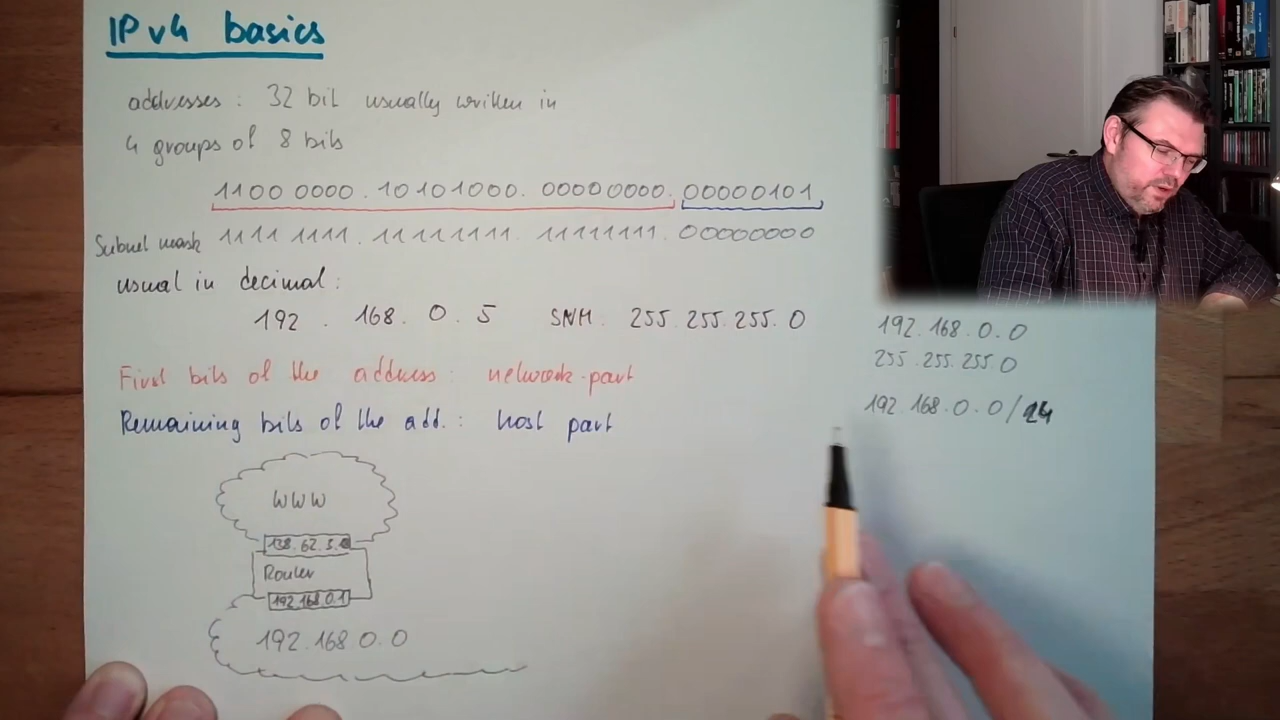 IPv4 basics
addresses: 32 bit usually written in
4 groups of 8 bits
1100 0000.10101000.00000000.00000101
Subnet mask 1111 1111.11111111.11111111.00000000
usual in decimal:
192.168.0.5 SNM. 255.255.255.0
First bits of the address: network-part
Remaining bits of the add.: host part
WWW
Router
192.168.0.1
192.168.0.0
192.168.0.0
255.255.255.0
192.168.0.0/24